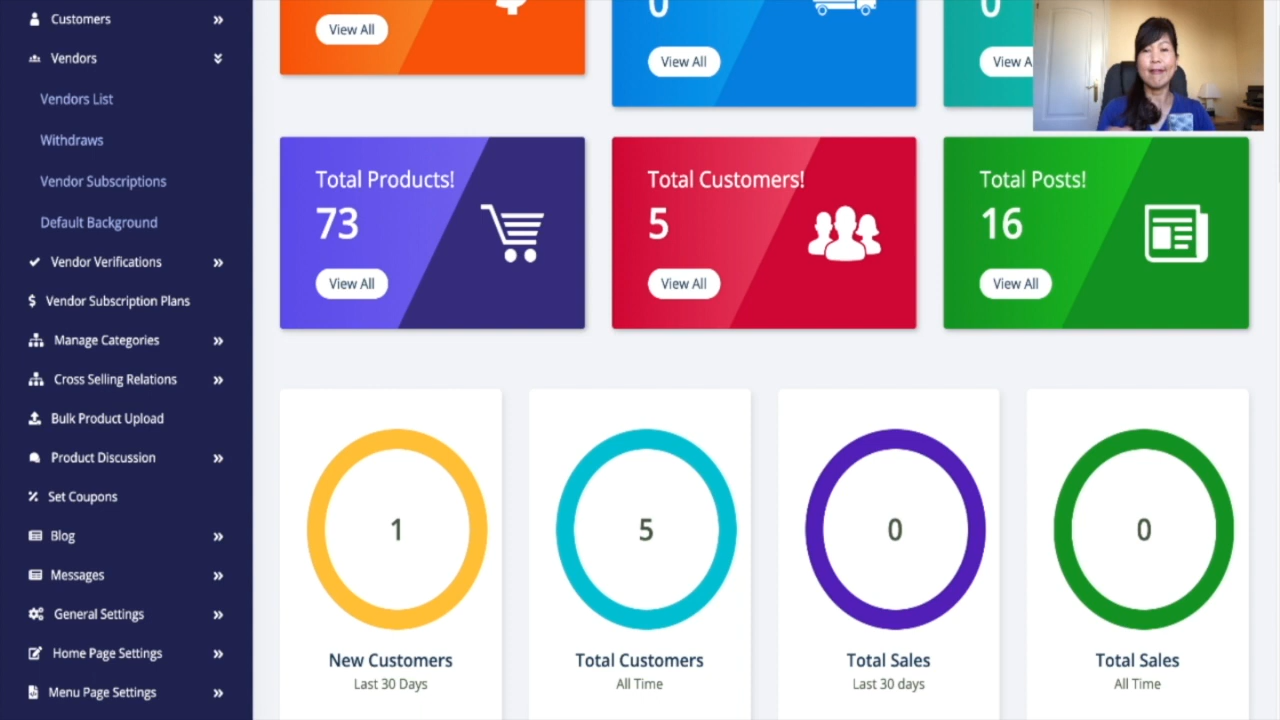 Customers
Vendors
Vendors List
Withdraws
Vendor Subscriptions
Default Background
Vendor Verifications
Vendor Subscription Plans
Manage Categories
Cross Selling Relations
Bulk Product Upload
Product Discussion
Set Coupons
Blog
Messages
General Settings
Home Page Settings
Menu Page Settings
View All
0
View All
0
View A
Total Products!
73
View All
Total Customers!
5
View All
Total Posts!
16
View All
1
New Customers
Last 30 Days
5
Total Customers
All Time
0
Total Sales
Last 30 days
0
Total Sales
All Time